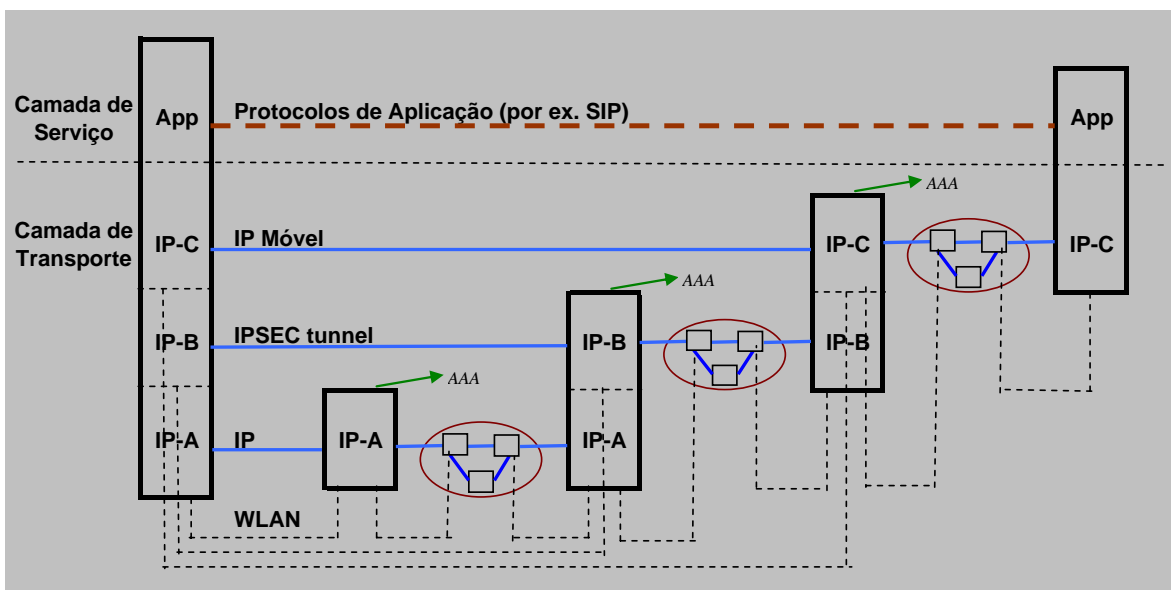 Camada de
Serviço
App
Protocolos de Aplicação (por ex. SIP)
App
AAA
Camada de
Transporte
IP-C
IP Móvel
IP-C
IP-C
AAA
IP-B
IPSEC tunnel
IP-B
IP-B
AAA
IP-A
IP
IP-A
IP-A
WLAN